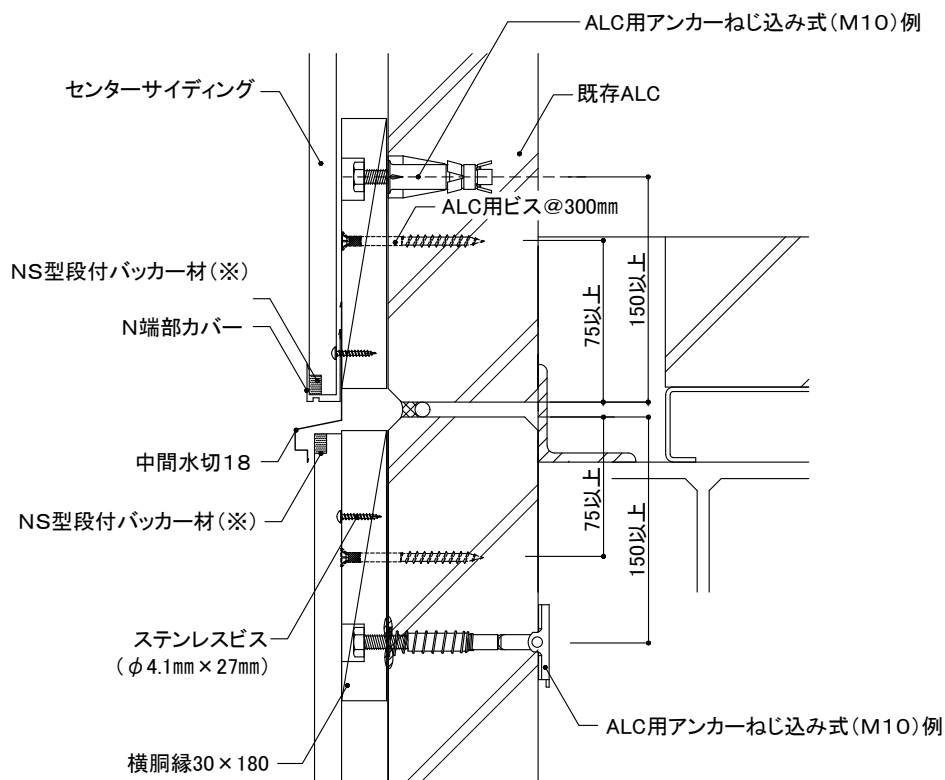 ALC用アンカーねじ込み式(M10)例
センターサイディング
既存ALC
ALC用ビス@300mm
NS型段付バッカー材(※)
N端部カバー
75以上
150以上
中間水切18
NS型段付バッカー材(※)
75以上
150以上
ステンレスビス
(φ4.1mm×27mm)
ALC用アンカーねじ込み式(M10)例
横胴縁30×180